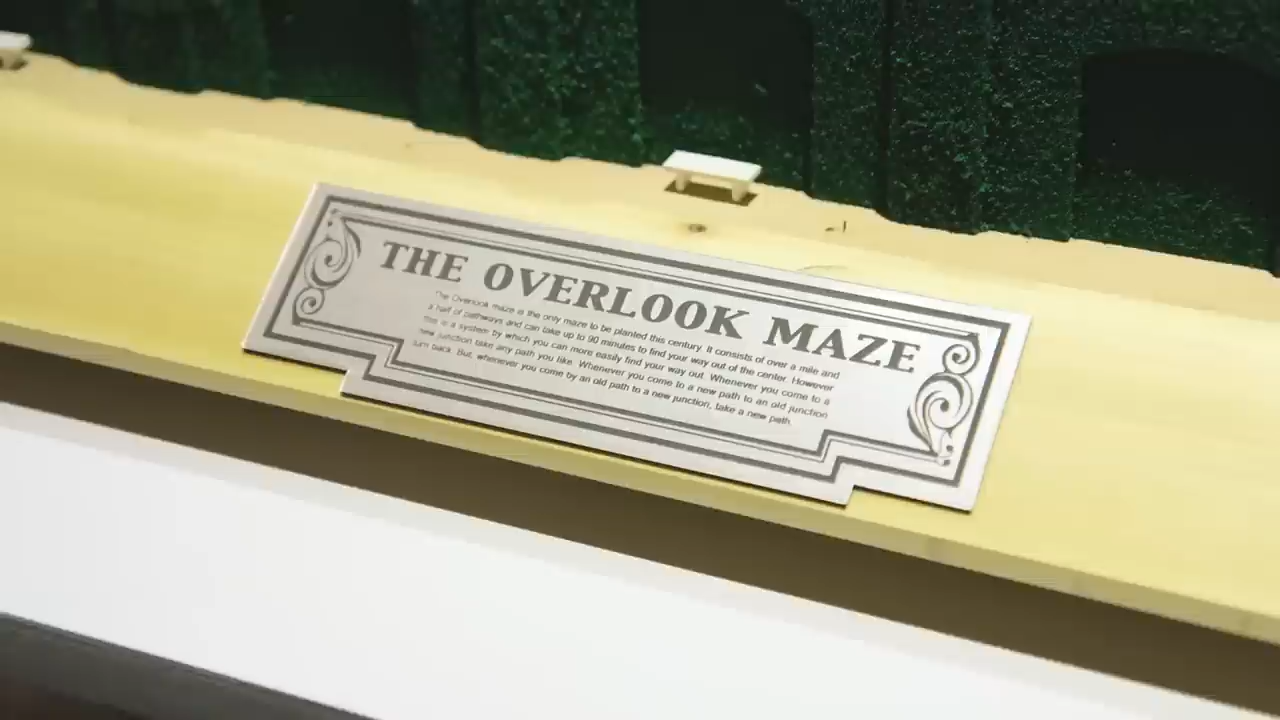 THE OVERLOOK MAZE
The Overlook maze is the only maze to be planted this century. It consists of over a mile and
a half of pathways and can take up to 90 minutes to find your way out of the center. However
this is a system by which you can more easily find your way out. Whenever you come to a
new junction take any path you like. Whenever you come to a new path to an old junction
turn back. But, whenever you come by an old path to a new junction, take a new path.